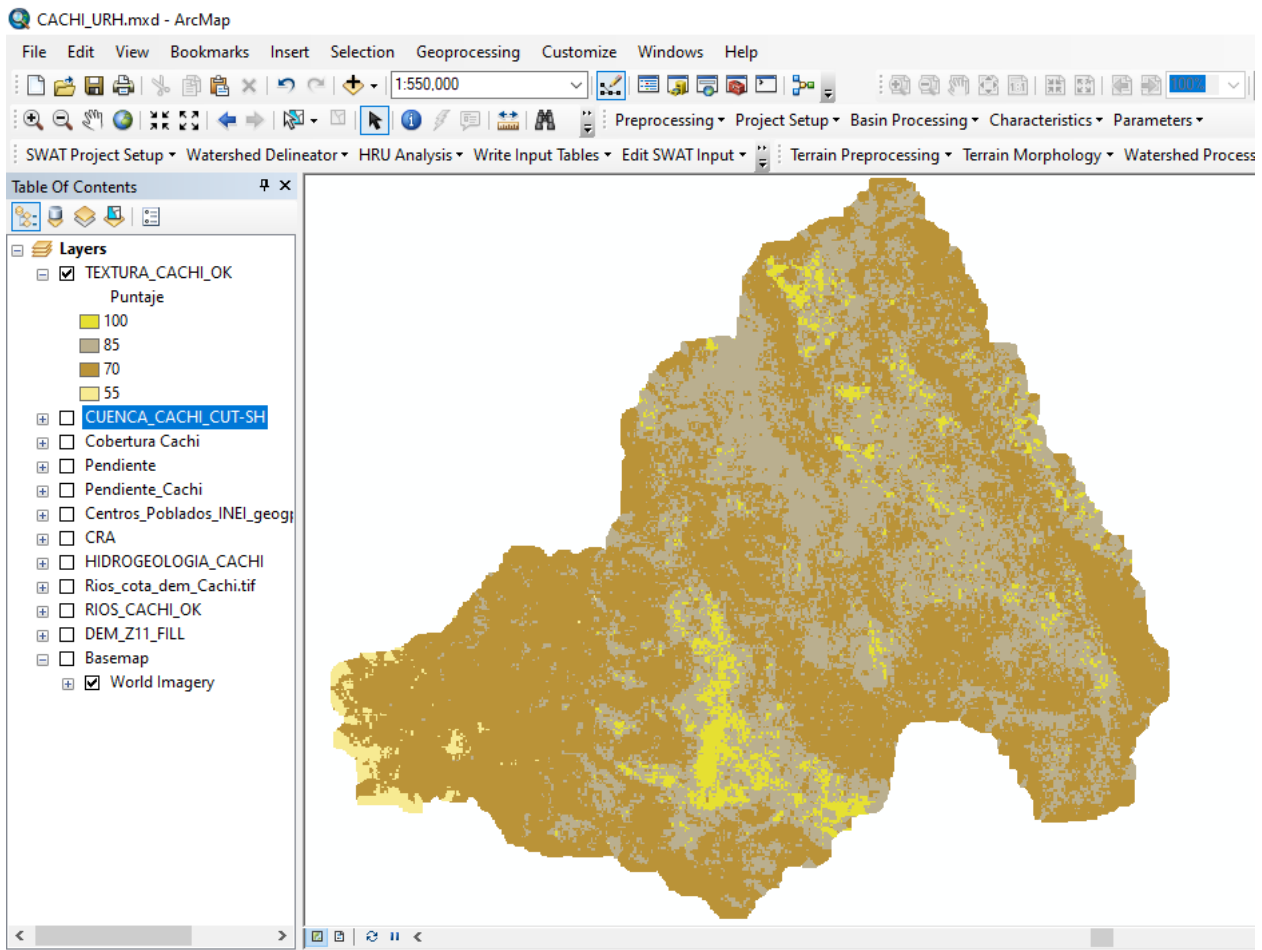 CACHI_URH.mxd - ArcMap
File Edit View Bookmarks Insert Selection Geoprocessing Customize Windows Help
1:550,000 100%
Preprocessing Project Setup Basin Processing Characteristics Parameters
SWAT Project Setup Watershed Delineator HRU Analysis Write Input Tables Edit SWAT Input Terrain Preprocessing Terrain Morphology Watershed Process
Table Of Contents
Layers
TEXTURA_CACHI_OK
Puntaje
100
85
70
55
CUENCA_CACHI_CUT-SH
Cobertura Cachi
Pendiente
Pendiente_Cachi
Centros_Poblados_INEI_geogp
CRA
HIDROGEOLOGIA_CACHI
Rios_cota_dem_Cachi.tif
RIOS_CACHI_OK
DEM_Z11_FILL
Basemap
World Imagery